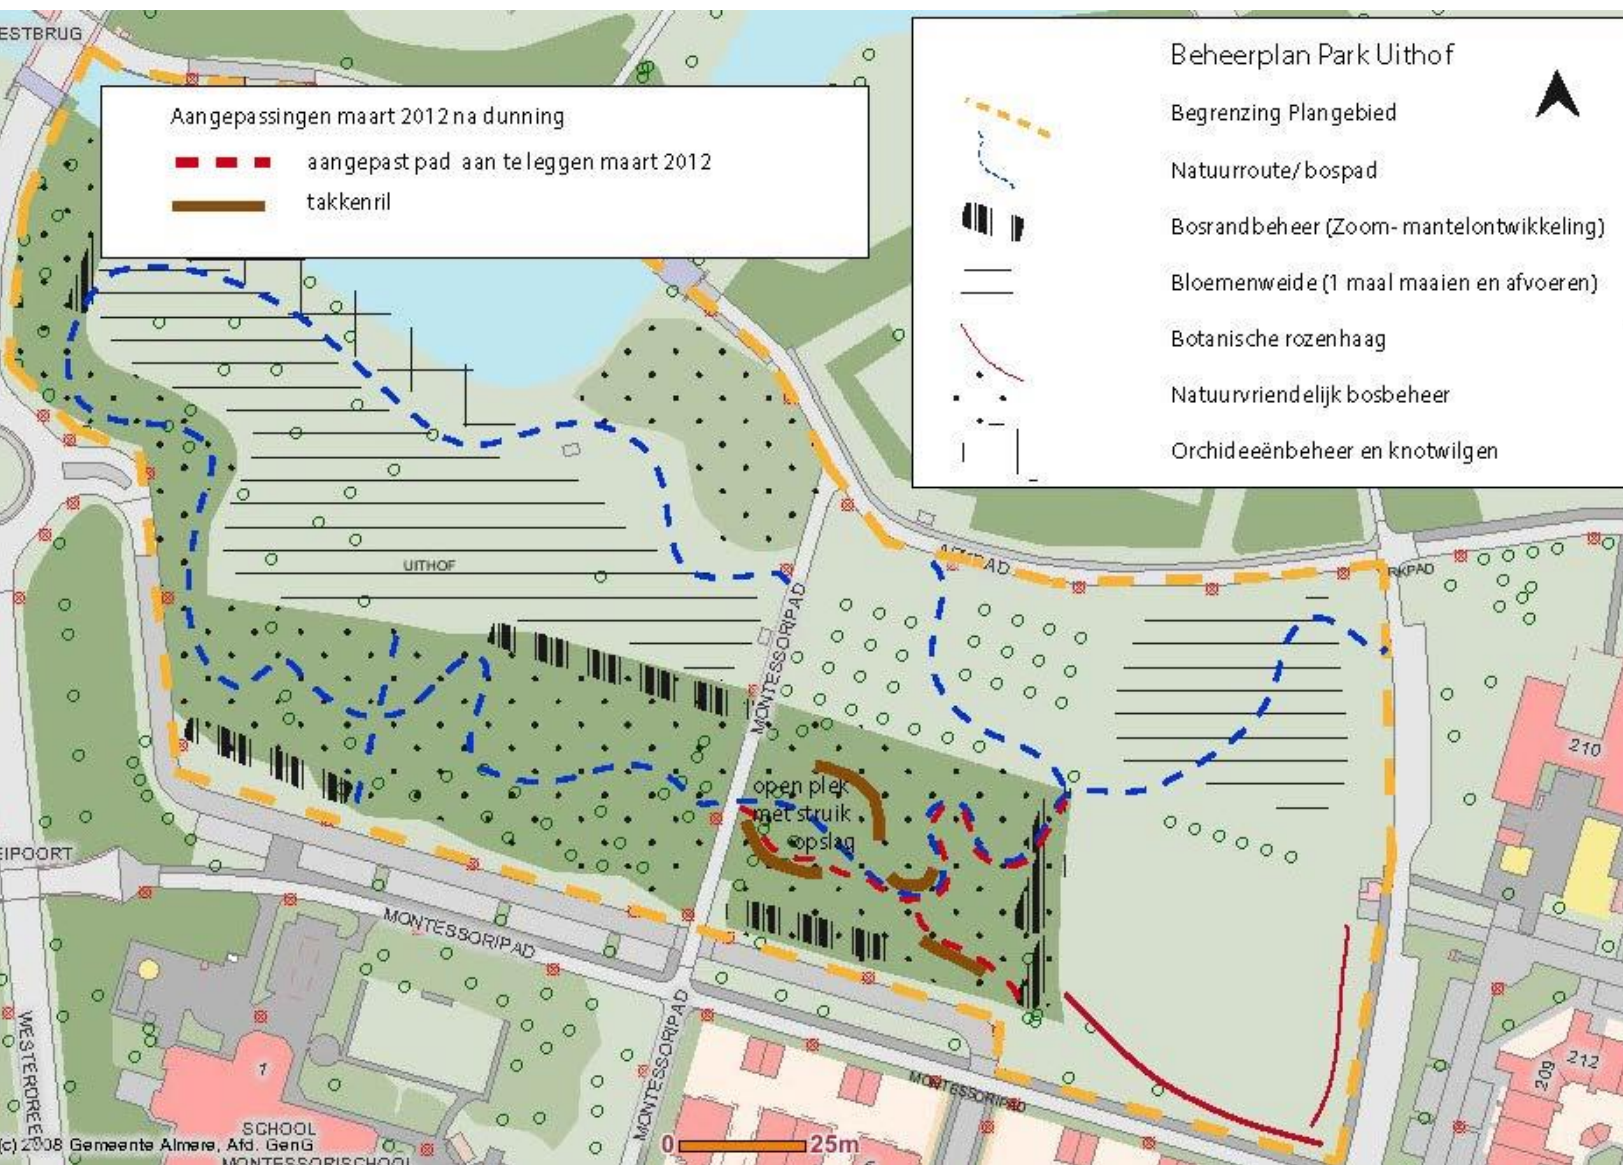 ESTBRUG
Aangepassingen maart 2012 na dunning
aangepast pad aan te leggen maart 2012
takkenril
Beheerplan Park Uithof
Begrenzing Plangebied
Natuurroute/ bospad
Bosrandbeheer (Zoom- mantelontwikkeling)
Bloemenweide (1 maal maaien en afvoeren)
Botanische rozenhaag
Natuurvriendelijk bosbeheer
Orchideeënbeheer en knotwilgen
UITHOF
RKPAD
MONTESSORIPAD
210
open plek
met struik
opslag
EIPOORT
MONTESSORIPAD
WESTERDREEF
MONTESSORIPAD
MONTESSORIPAD
1
209
212
SCHOOL
MONTESSORISCHOOL
(c) 2008 Gemeente Almere, Afd. GenG
0 25m